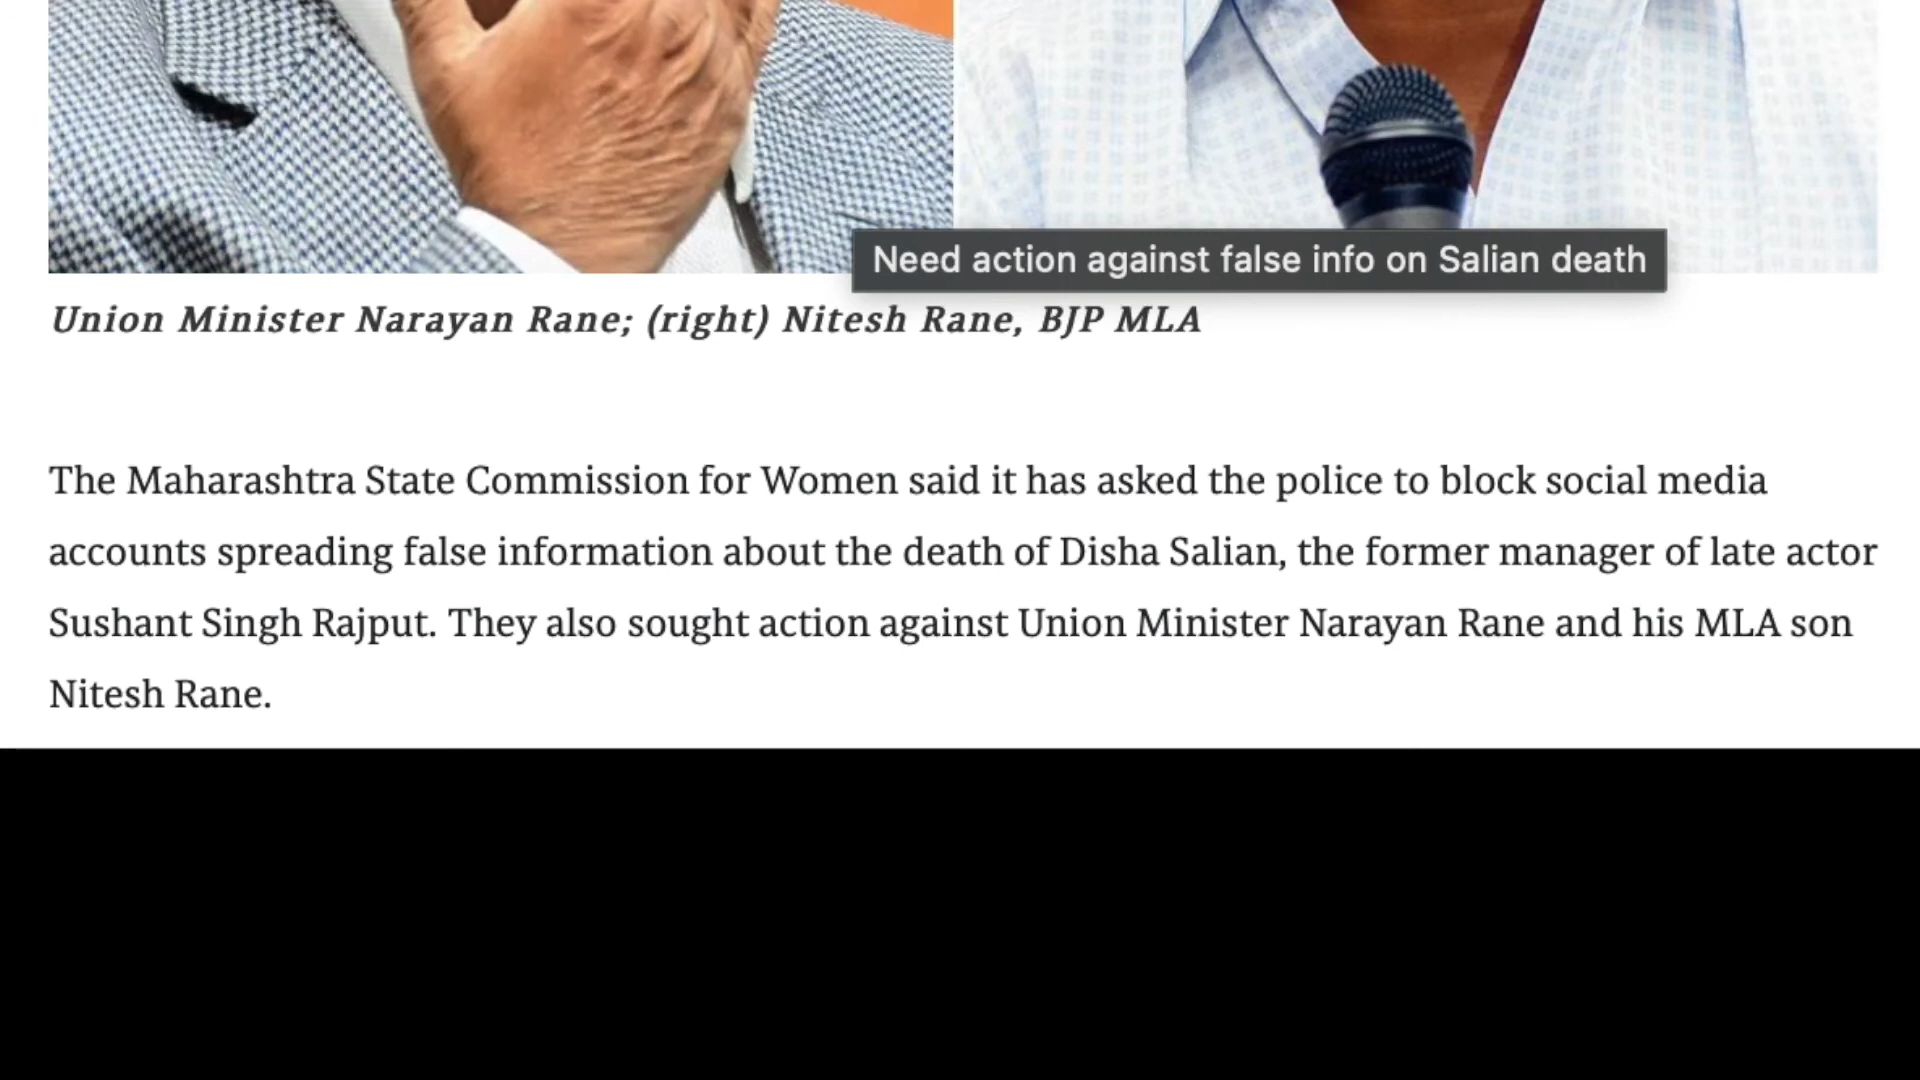 Need action against false info on Salian death
Union Minister Narayan Rane; (right) Nitesh Rane, BJP MLA
The Maharashtra State Commission for Women said it has asked the police to block social media
accounts spreading false information about the death of Disha Salian, the former manager of late actor
Sushant Singh Rajput. They also sought action against Union Minister Narayan Rane and his MLA son
Nitesh Rane.